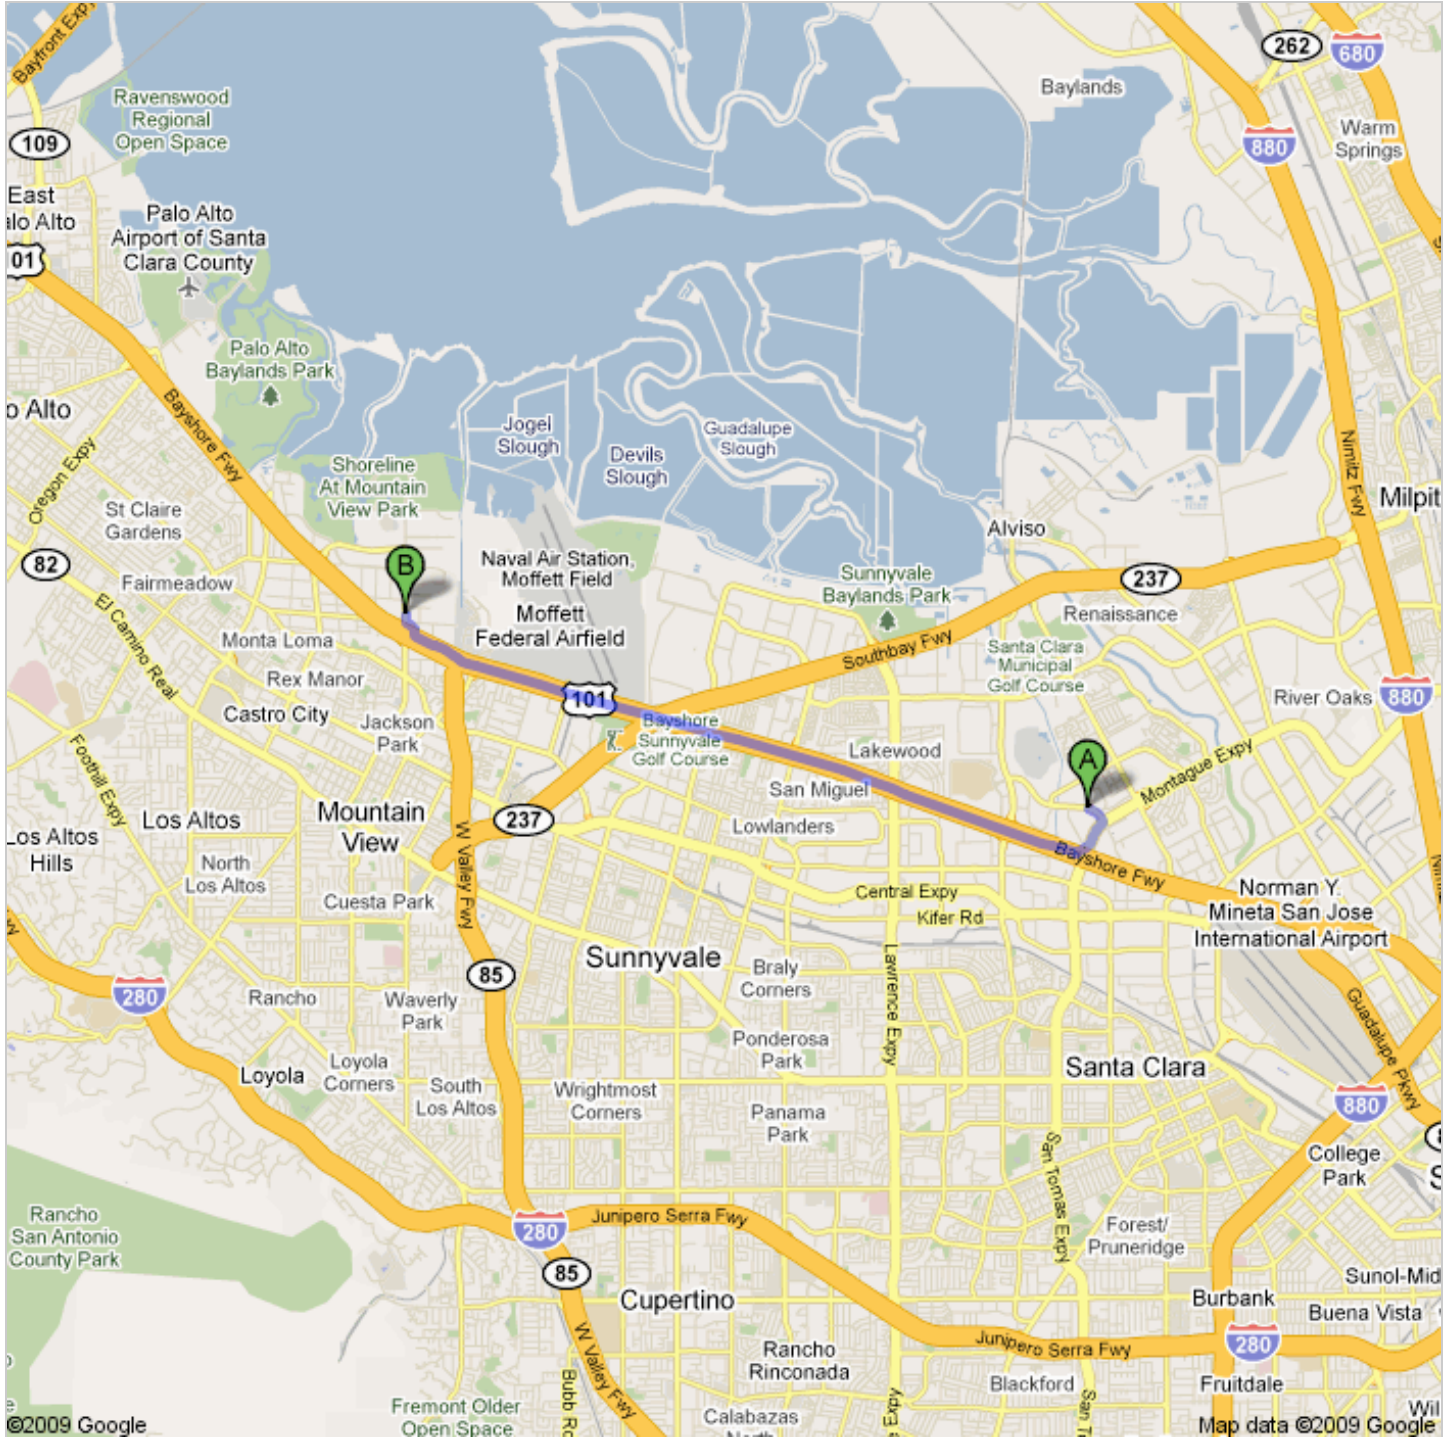 262
680
Bayfront Expy
Baylands
Ravenswood
Regional
Open Space
109
880
Warm
Springs
East
alo Alto
Palo Alto
Airport of Santa
Clara County
01
Palo Alto
Baylands Park
o Alto
Bayshore Fwy
Jogel
Slough
Devils
Slough
Guadalupe
Slough
Nimitz Fwy
Oregon Expy
Shoreline
At Mountain
View Park
St Claire
Gardens
Milpit
Alviso
82
B
Naval Air Station,
Moffett Field
Fairmeadow
Sunnyvale
Baylands Park
237
Renaissance
El Camino Real
Moffett
Federal Airfield
Monta Loma
Southbay Fwy
Santa Clara
Municipal
Golf Course
Rex Manor
101
River Oaks
880
Castro City
Jackson
Park
Bayshore
Sunnyvale
Golf Course
Lakewood
A
Montague Expy
Foothill Expy
San Miguel
Los Altos
Mountain
View
237
Lowlanders
Los Altos
Hills
W Valley Fwy
Bayshore Fwy
North
Los Altos
Central Expy
Kifer Rd
Cuesta Park
Norman Y.
Mineta San Jose
International Airport
Sunnyvale
Braly
Corners
Lawrence Expy
85
280
Rancho
Waverly
Park
Guadalupe Pkwy
Ponderosa
Park
Loyola
Loyola
Corners
South
Los Altos
Wrightmost
Corners
Santa Clara
Panama
Park
880
San Tomas Expy
College
Park
Rancho
San Antonio
County Park
280
Junipero Serra Fwy
Forest/
Pruneridge
85
Sunol-Mid
Cupertino
Burbank
Buena Vista
W Valley Fwy
Rancho
Rinconada
Junipero Serra Fwy
280
Bubb Ro
Blackford
Fruitdale
Fremont Older
Open Space
Calabazas
e Expy
San T
Wil
©2009 Google
Map data ©2009 Google